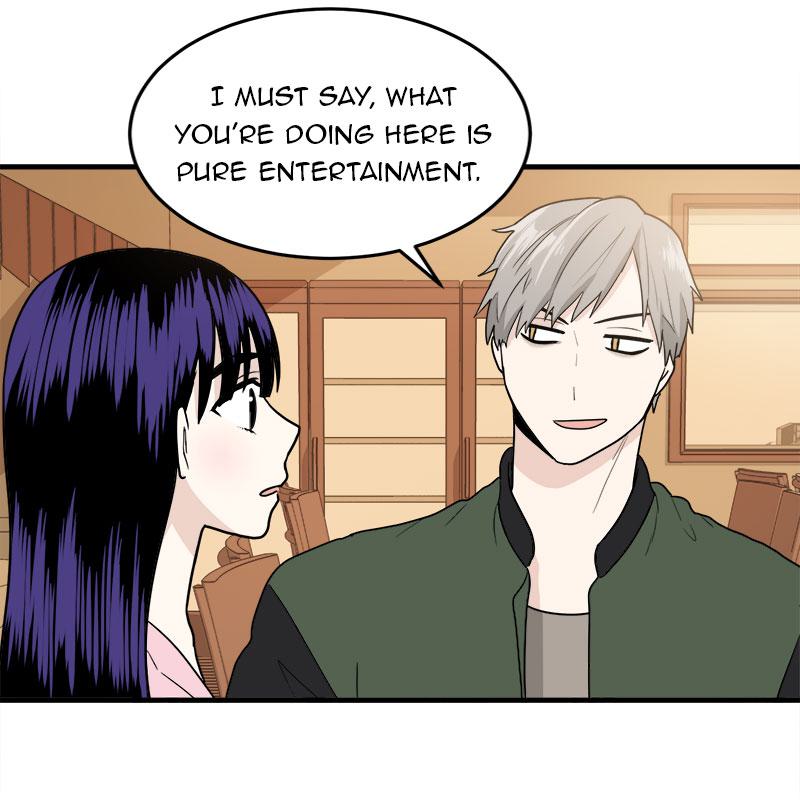 I MUST SAY, WHAT
YOU'RE DOING HERE IS
PURE ENTERTAINMENT.